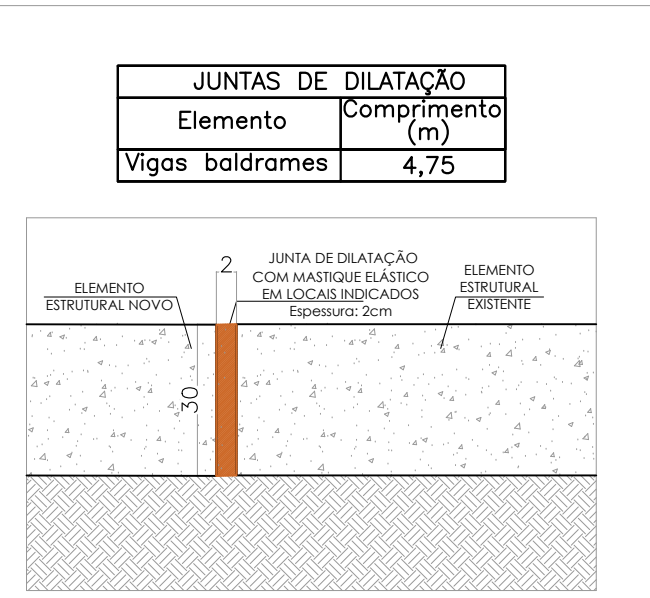 JUNTAS DE DILATAÇÃO
Elemento
Comprimento
(m)
Vigas baldrames
4,75
2
JUNTA DE DILATAÇÃO
COM MASTIQUE ELÁSTICO
EM LOCAIS INDICADOS
Espessura: 2cm
ELEMENTO
ESTRUTURAL NOVO
ELEMENTO
ESTRUTURAL
EXISTENTE
30